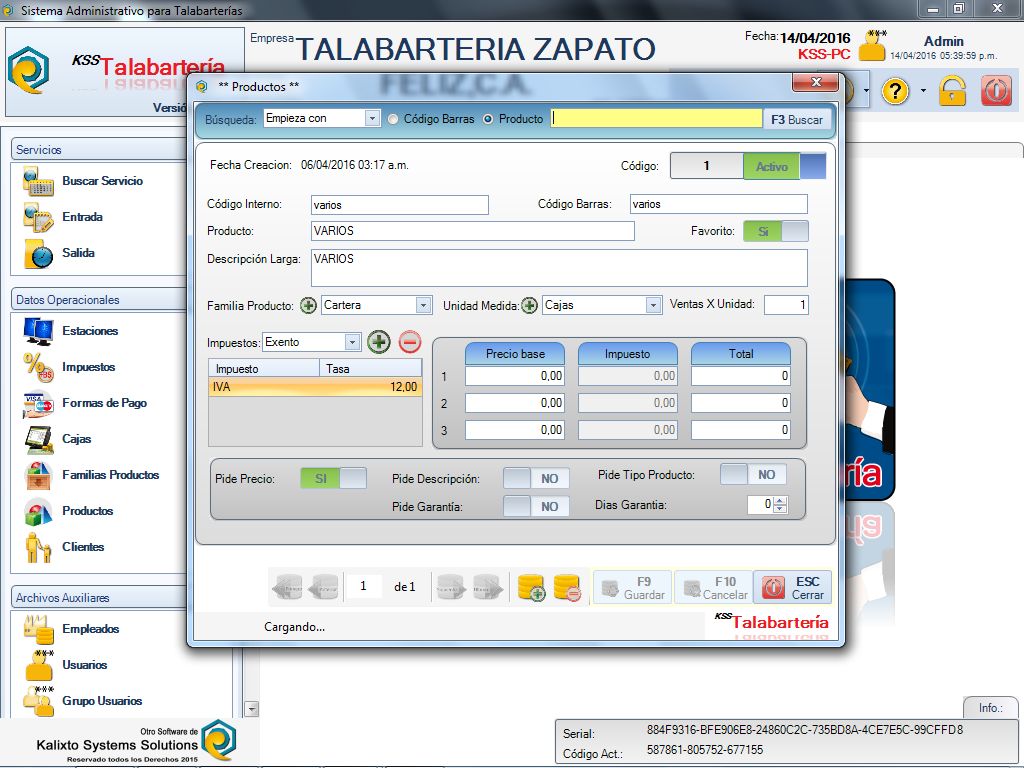 Sistema Administrativo para Talabarterías
Empresa
TALABARTERIA ZAPATO
FELIZ,C.A.
Fecha: 14/04/2016
KSS-PC
Admin
14/04/2016 05:39:59 p.m.
KSS Talabartería
Versió
Servicios
Buscar Servicio
Entrada
Salida
Datos Operacionales
Estaciones
Impuestos
Formas de Pago
Cajas
Familias Productos
Productos
Clientes
Archivos Auxiliares
Empleados
Usuarios
Grupo Usuarios
** Productos **
Búsqueda: Empieza con Código Barras Producto F3 Buscar
Fecha Creacion: 06/04/2016 03:17 a.m. Código: 1 Activo
Código Interno: varios Código Barras: varios
Producto: VARIOS Favorito: Si
Descripción Larga: VARIOS
Familia Producto: Cartera Unidad Medida: Cajas Ventas X Unidad: 1
Impuestos: Exento
Impuesto Tasa
IVA 12,00
Precio base Impuesto Total
1 0,00 0,00 0
2 0,00 0,00 0
3 0,00 0,00 0
Pide Precio: SI Pide Descripción: NO Pide Tipo Producto: NO
Pide Garantía: NO Dias Garantia: 0
1 de 1
F9 Guardar
F10 Cancelar
ESC Cerrar
Cargando...
KSS Talabartería
ría
Otro Software de
Kalixto Systems Solutions
Reservado todos los Derechos 2015
Info.:
Serial: 884F9316-BFE906E8-24860C2C-735BD8A-4CE7E5C-99CFFD8
Código Act.: 587861-805752-677155